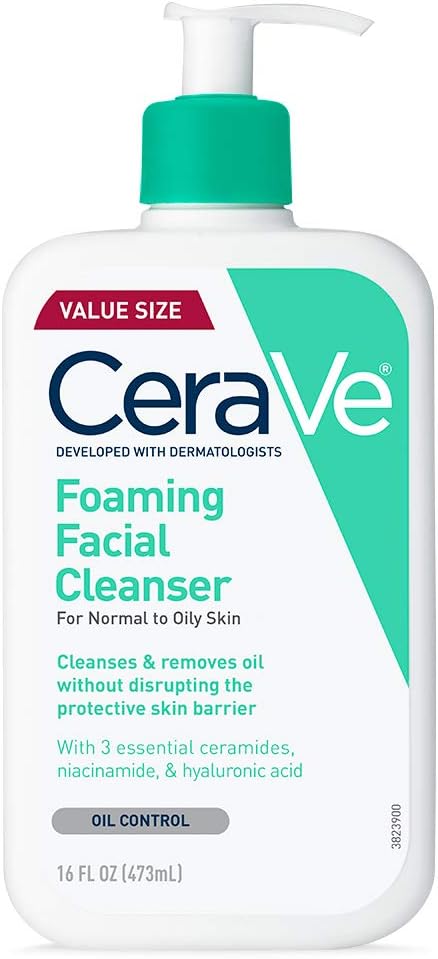 VALUE SIZE
CeraVe®
DEVELOPED WITH DERMATOLOGISTS
Foaming
Facial
Cleanser
For Normal to Oily Skin
Cleanses & removes oil
without disrupting the
protective skin barrier
With 3 essential ceramides,
niacinamide, & hyaluronic acid
OIL CONTROL
3823900
16 FL OZ (473mL)